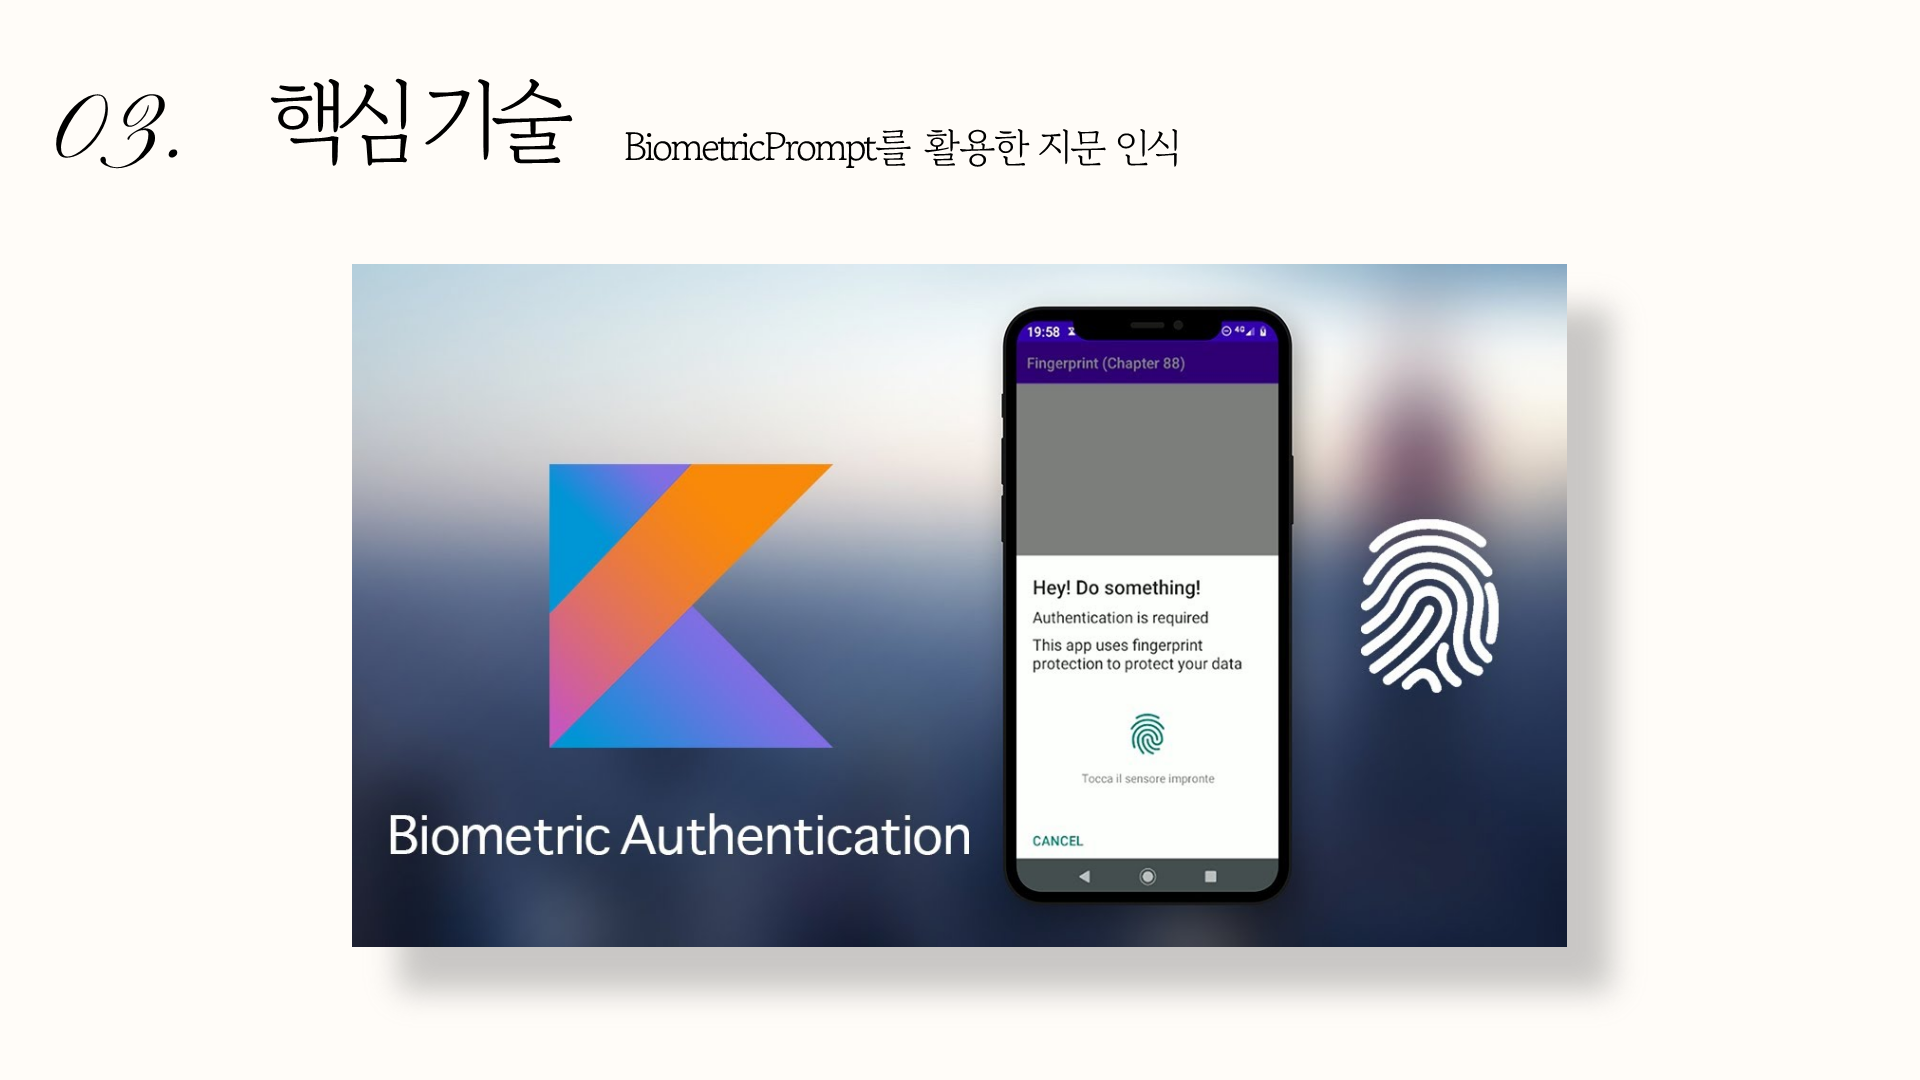 03.
핵심 기술
BiometricPrompt를 활용한 지문 인식
19:58
4G
Fingerprint (Chapter 88)
Hey! Do something!
Authentication is required
This app uses fingerprint
protection to protect your data
Tocca il sensore impronte
CANCEL
Biometric Authentication